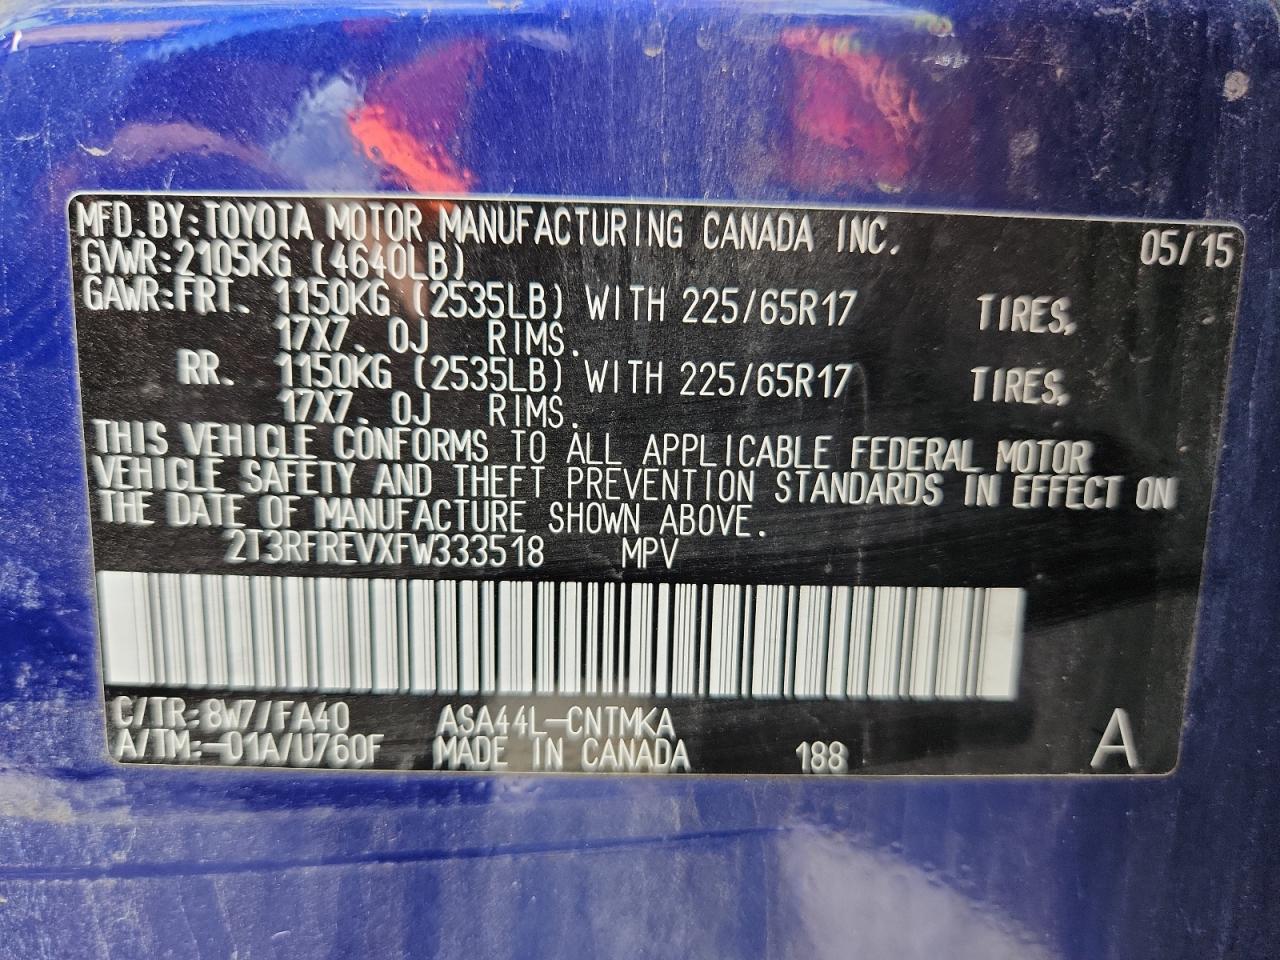 MFD.BY:TOYOTA MOTOR MANUFACTURING CANADA INC. 05/15
GVWR:2105KG (4640LB)
GAWR:FRT. 1150KG (2535LB) WITH 225/65R17 TIRES,
17X7.0J RIMS.
RR. 1150KG (2535LB) WITH 225/65R17 TIRES,
17X7.0J RIMS.
THIS VEHICLE CONFORMS TO ALL APPLICABLE FEDERAL MOTOR
VEHICLE SAFETY AND THEFT PREVENTION STANDARDS IN EFFECT ON
THE DATE OF MANUFACTURE SHOWN ABOVE.
2T3RFREVXFW333518 MPV
C/TR:8W7/FA40 ASA44L-CNTMKA
A/TM:-01A/U760F MADE IN CANADA 188 A